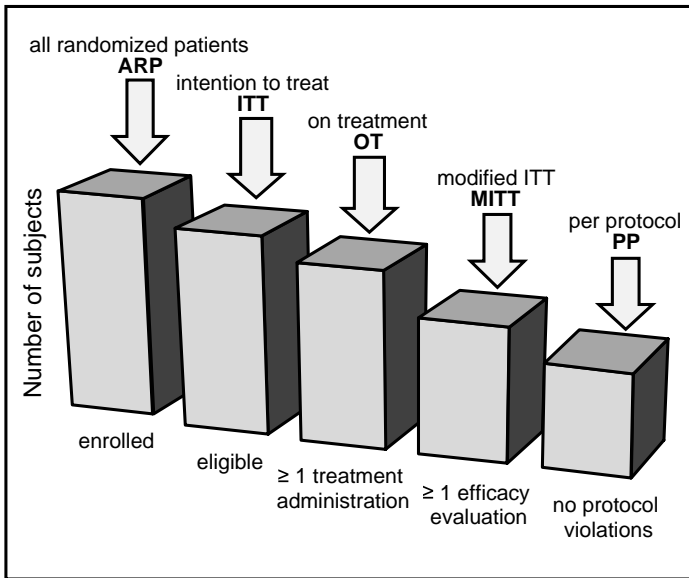 all randomized patients
ARP
intention to treat
ITT
on treatment
OT
modified ITT
MITT
per protocol
PP
Number of subjects
enrolled
eligible
≥ 1 treatment
administration
≥ 1 efficacy
evaluation
no protocol
violations